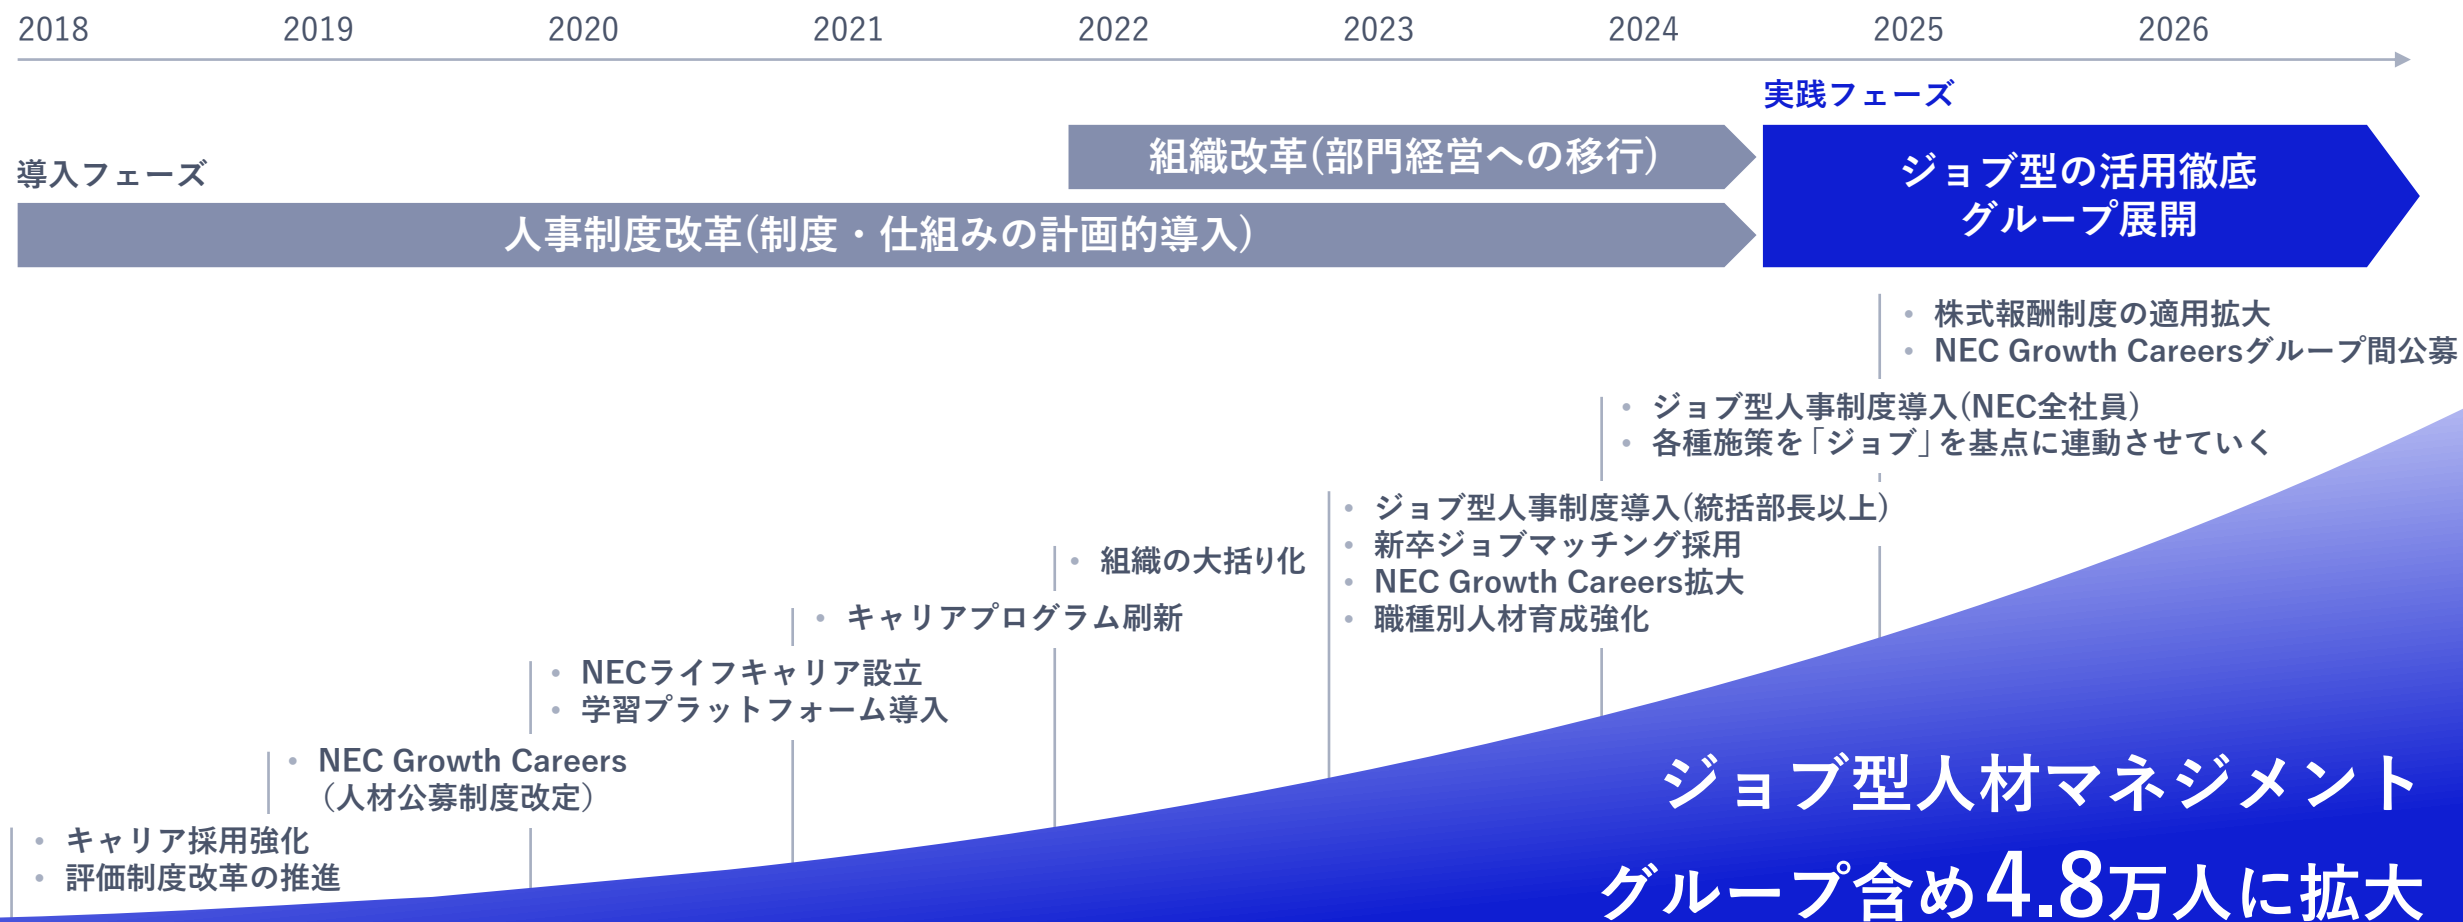 2018 2019 2020 2021 2022 2023 2024 2025 2026
実践フェーズ
組織改革(部門経営への移行)
導入フェーズ
人事制度改革(制度・仕組みの計画的導入)
ジョブ型の活用徹底
グループ展開
• 株式報酬制度の適用拡大
• NEC Growth Careersグループ間公募
• ジョブ型人事制度導入(NEC全社員)
• 各種施策を「ジョブ」を基点に連動させていく
• ジョブ型人事制度導入(統括部長以上)
• 新卒ジョブマッチング採用
• NEC Growth Careers拡大
• 職種別人材育成強化
• 組織の大括り化
• キャリアプログラム刷新
• NECライフキャリア設立
• 学習プラットフォーム導入
• NEC Growth Careers
（人材公募制度改定）
• キャリア採用強化
• 評価制度改革の推進
ジョブ型人材マネジメント
グループ含め4.8万人に拡大